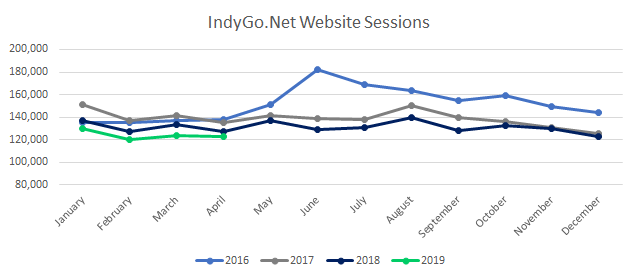 IndyGo.Net Website Sessions
200,000
180,000
160,000
140,000
120,000
100,000
80,000
January February March April May June July August September October November December
2016 2017 2018 2019